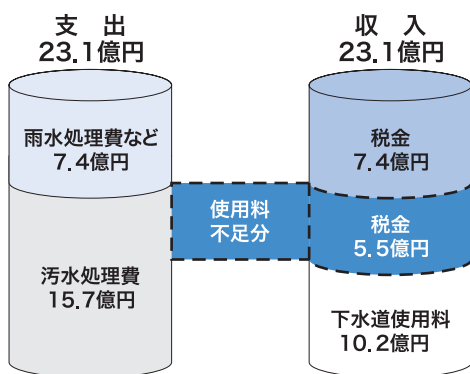 支出
23.1億円
雨水処理費など
7.4億円
汚水処理費
15.7億円
使用料
不足分
収入
23.1億円
税金
7.4億円
税金
5.5億円
下水道使用料
10.2億円